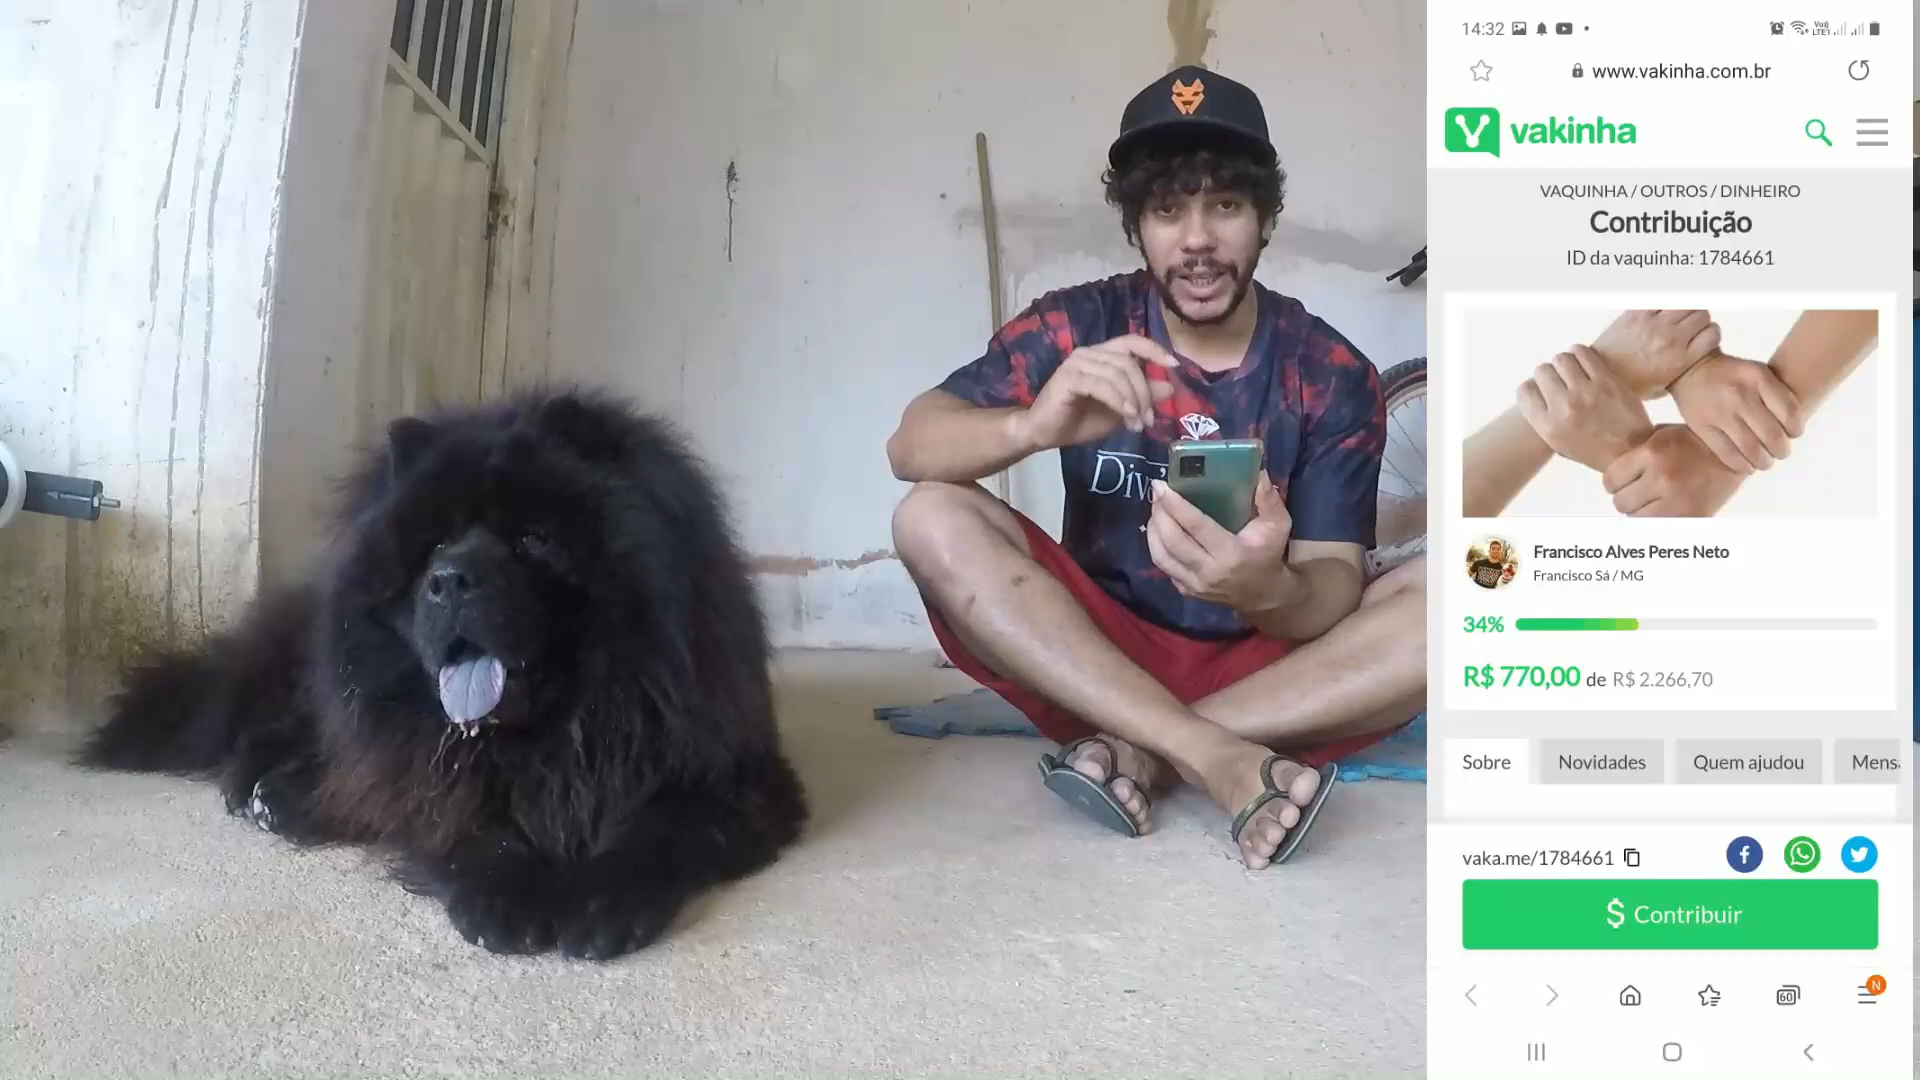 14:32
www.vakinha.com.br
vakinha
VAQUINHA / OUTROS / DINHEIRO
Contribuição
ID da vaquinha: 1784661
Francisco Alves Peres Neto
Francisco Sá / MG
34%
R$ 770,00 de R$ 2.266,70
Sobre Novidades Quem ajudou
vaka.me/1784661
$ Contribuir
60
N